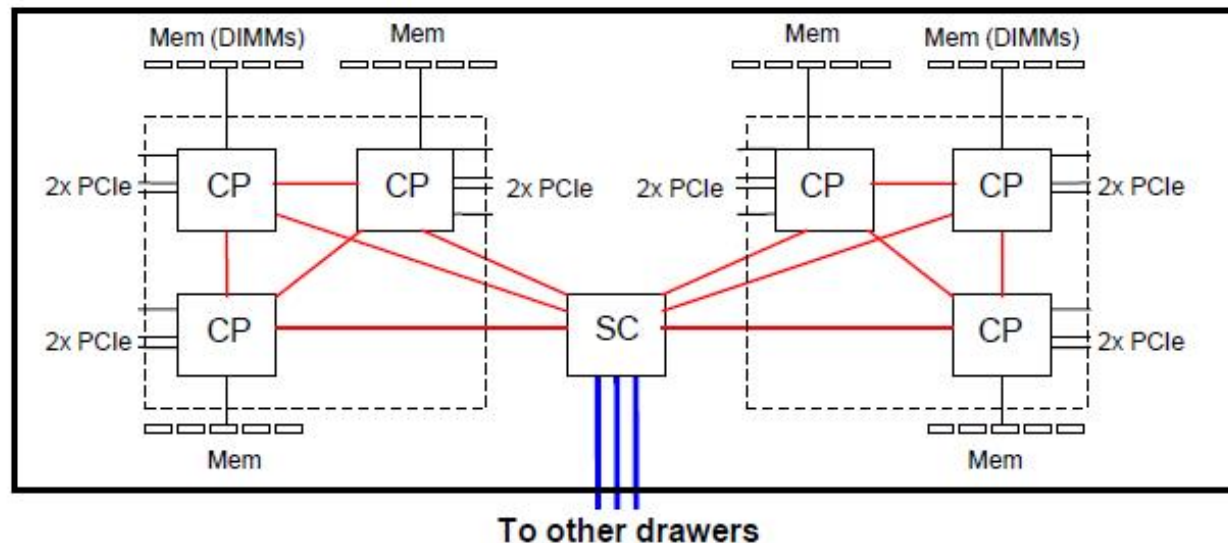 Mem (DIMMs)
Mem
Mem
Mem (DIMMs)
2x PCIe
CP
CP
2x PCIe
2x PCIe
CP
CP
2x PCIe
2x PCIe
CP
SC
CP
2x PCIe
Mem
Mem
To other drawers